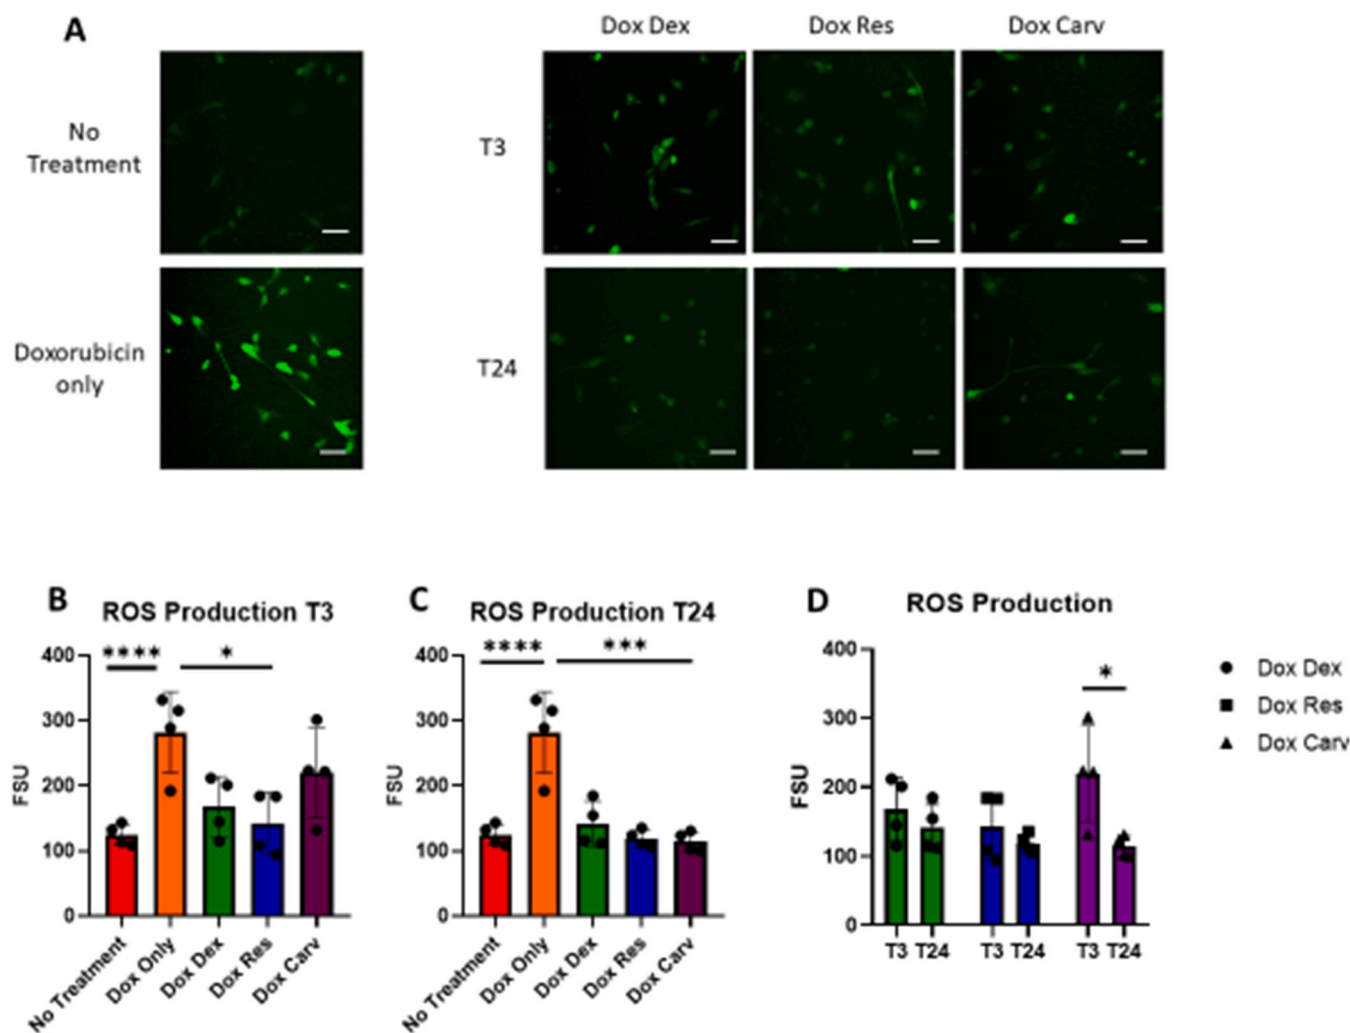 A
Dox Dex
Dox Res
Dox Carv
No
Treatment
T3
Doxorubicin
only
T24
B
ROS Production T3
****
*
400
300
200
100
0
FSU
No Treatment
Dox Only
Dox Dex
Dox Res
Dox Carv
C
ROS Production T24
****
***
400
300
200
100
0
FSU
No Treatment
Dox Only
Dox Dex
Dox Res
Dox Carv
D
ROS Production
*
400
300
200
100
0
FSU
T3 T24
T3 T24
T3 T24
Dox Dex
Dox Res
Dox Carv